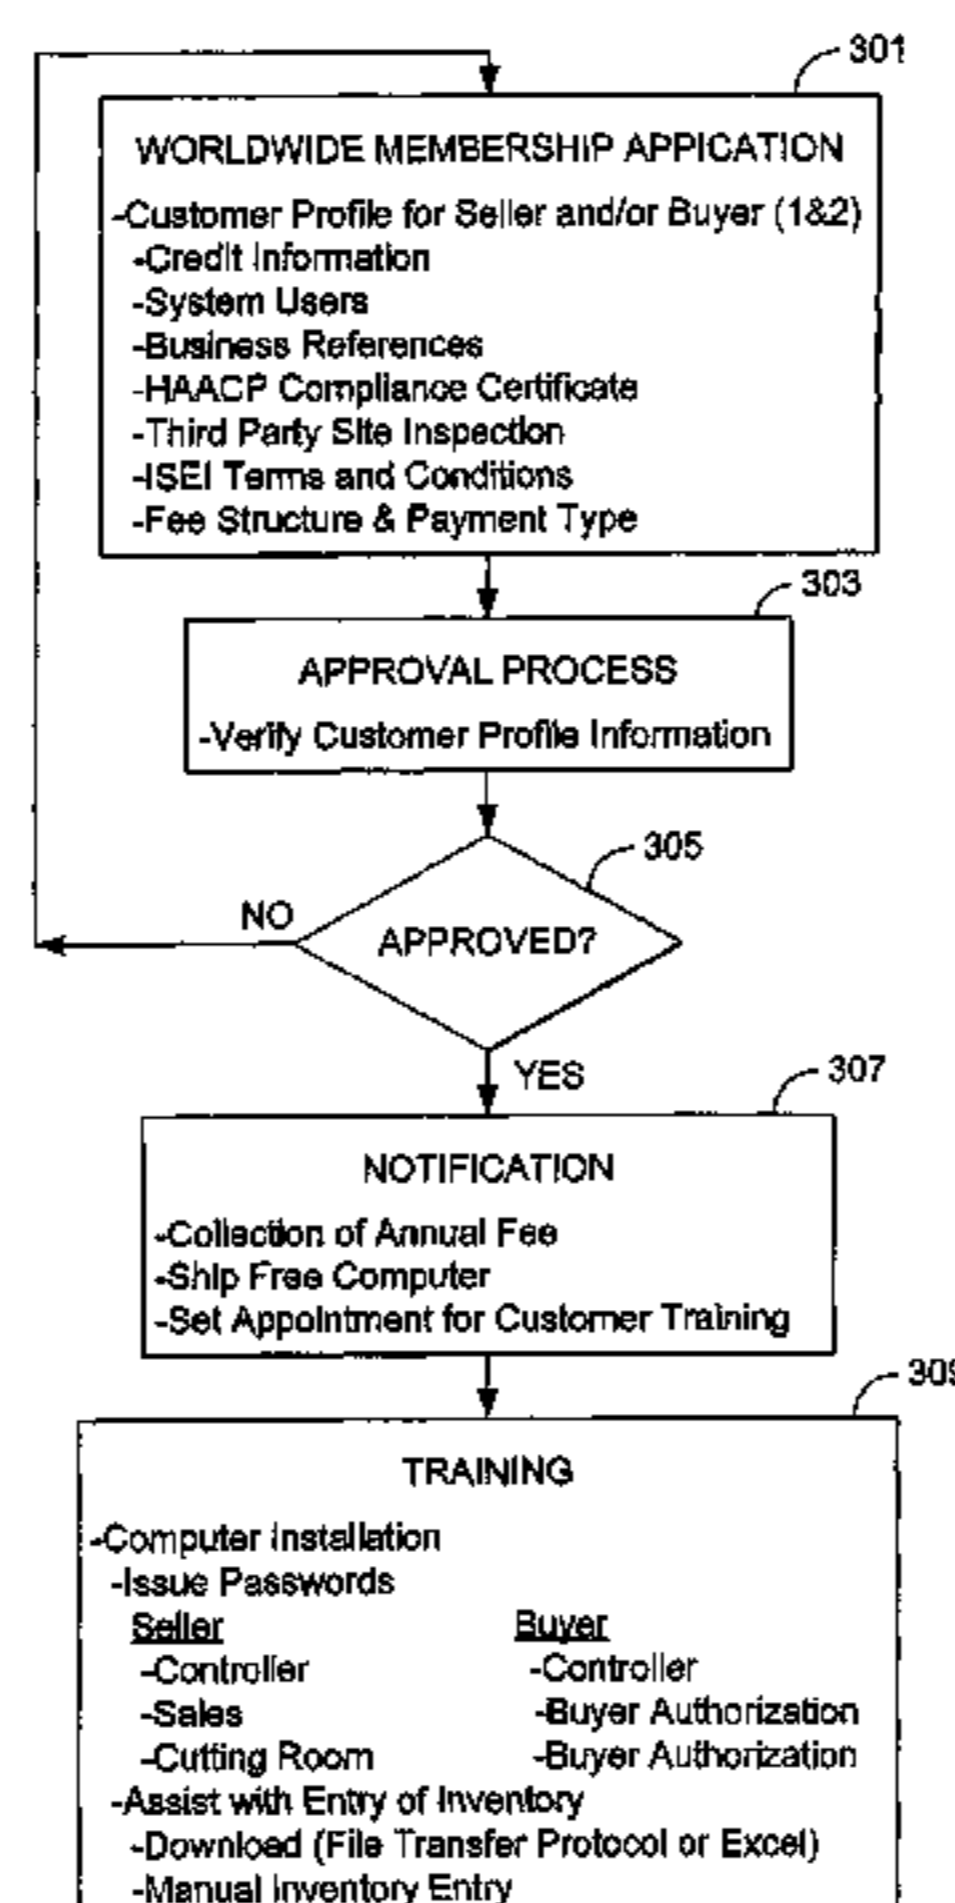 301
WORLDWIDE MEMBERSHIP APPICATION
-Customer Profile for Seller and/or Buyer (1&2)
-Credit Information
-System Users
-Business References
-HAACP Compliance Certificate
-Third Party Site Inspection
-ISEI Terms and Conditions
-Fee Structure & Payment Type
303
APPROVAL PROCESS
-Verify Customer Profile Information
305
NO
APPROVED?
YES
307
NOTIFICATION
-Collection of Annual Fee
-Ship Free Computer
-Set Appointment for Customer Training
309
TRAINING
-Computer Installation
-Issue Passwords
Seller Buyer
-Controller -Controller
-Sales -Buyer Authorization
-Cutting Room -Buyer Authorization
-Assist with Entry of Inventory
-Download (File Transfer Protocol or Excel)
-Manual Inventory Entry